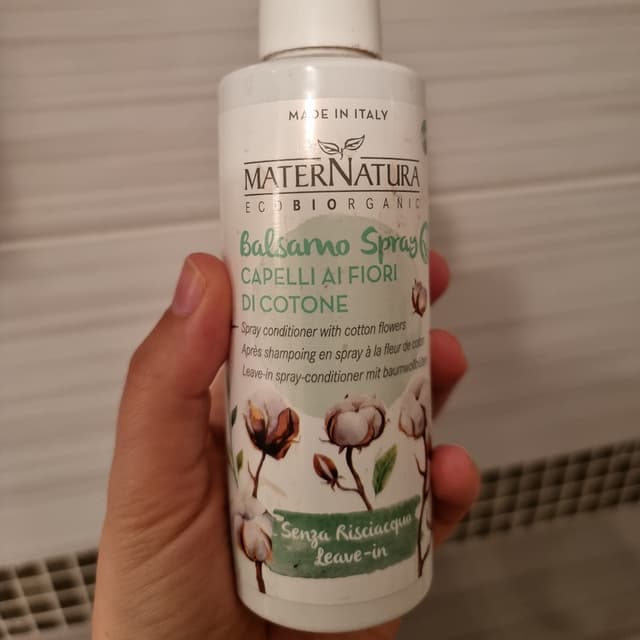 MADE IN ITALY
MATERNATURA
ECOBIORGANIC
Balsamo Spray
CAPELLI AI FIORI
DI COTONE
Spray conditioner with cotton flowers
Après shampoing en spray à la fleur de
Leave-in spray-conditioner mit
Senza Risciacquo
Leave-in